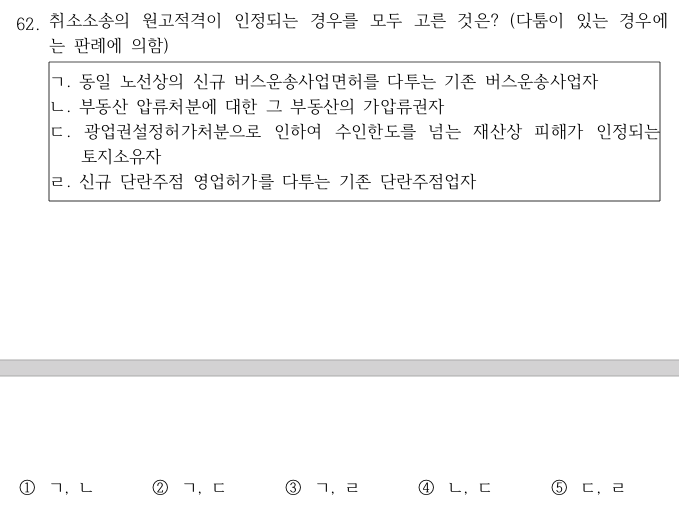 62. 취소소송의 원고적격이 인정되는 경우를 모두 고른 것은? (다툼이 있는 경우에
는 판례에 의함)
ㄱ. 동일 노선상의 신규 버스운송사업면허를 다투는 기존 버스운송사업자
ㄴ. 부동산 압류처분에 대한 그 부동산의 가압류권자
ㄷ. 광업권설정허가처분으로 인하여 수인한도를 넘는 재산상 피해가 인정되는
토지소유자
ㄹ. 신규 단란주점 영업허가를 다투는 기존 단란주점업자
① ㄱ, ㄴ ② ㄱ, ㄷ ③ ㄱ, ㄹ ④ ㄴ, ㄷ ⑤ ㄷ, ㄹ